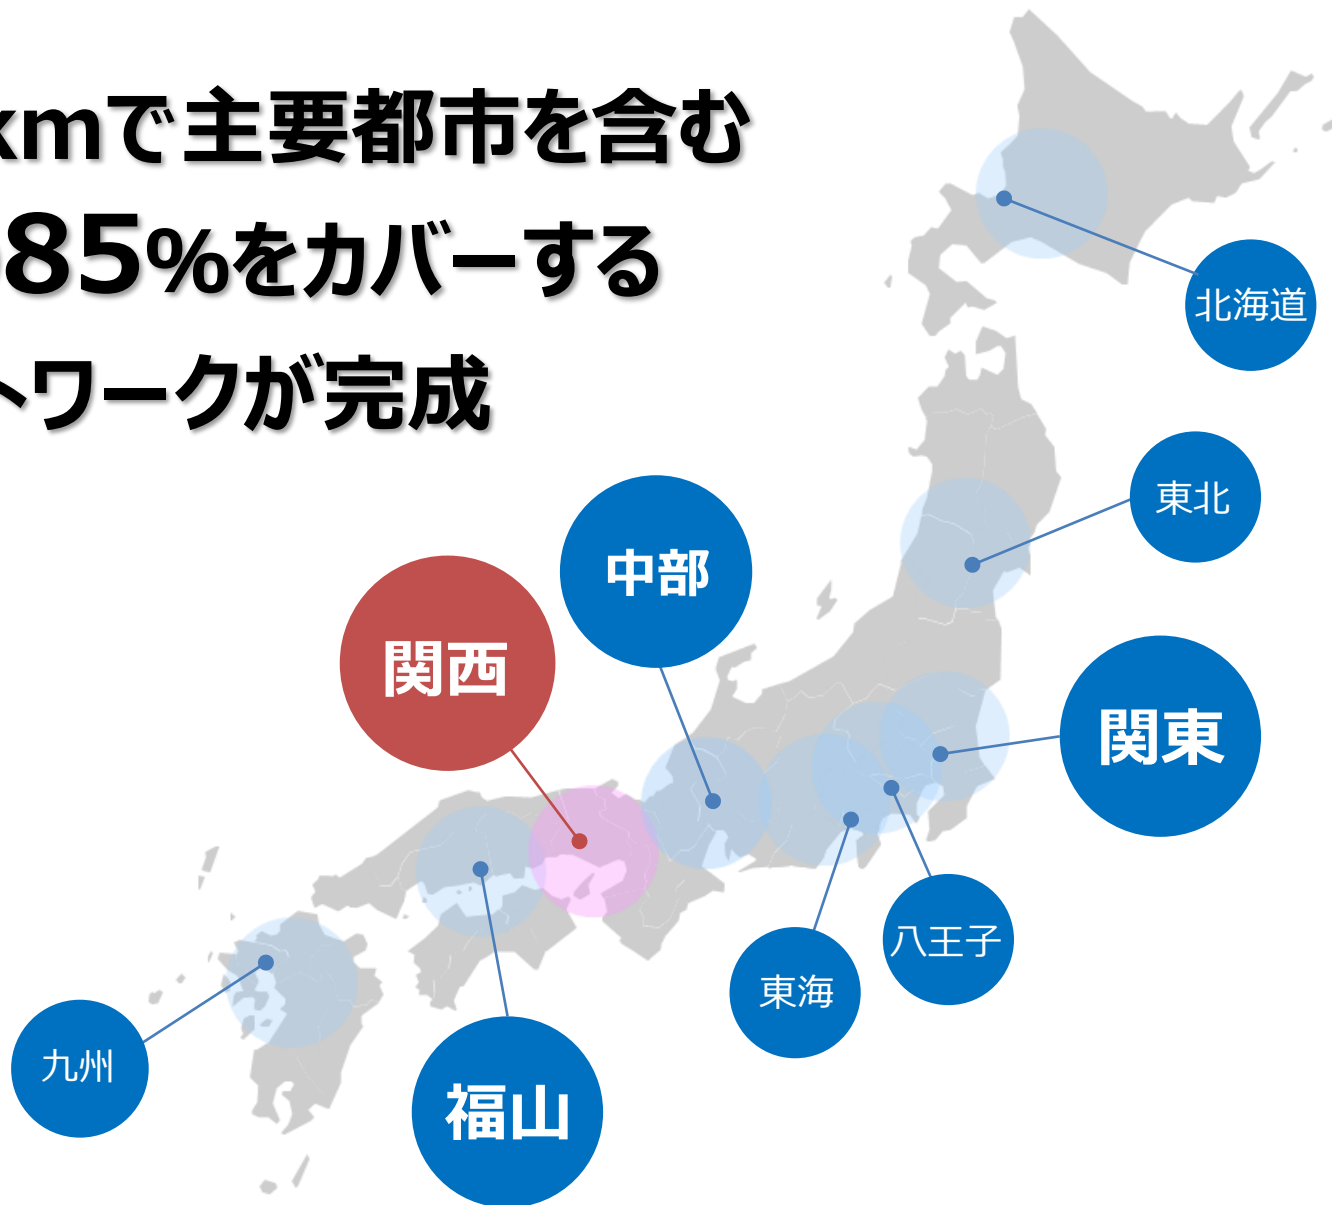 kmで主要都市を含む
85%をカバーする
トワークが完成
北海道
東北
中部
関西
関東
八王子
東海
九州
福山